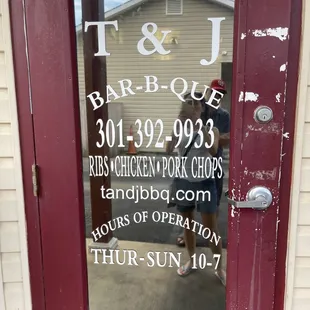 T & J
BAR-B-QUE
301-392-9933
RIBS•CHICKEN•PORK CHOPS
tandjbbq.com
HOURS OF OPERATION
THUR-SUN 10-7